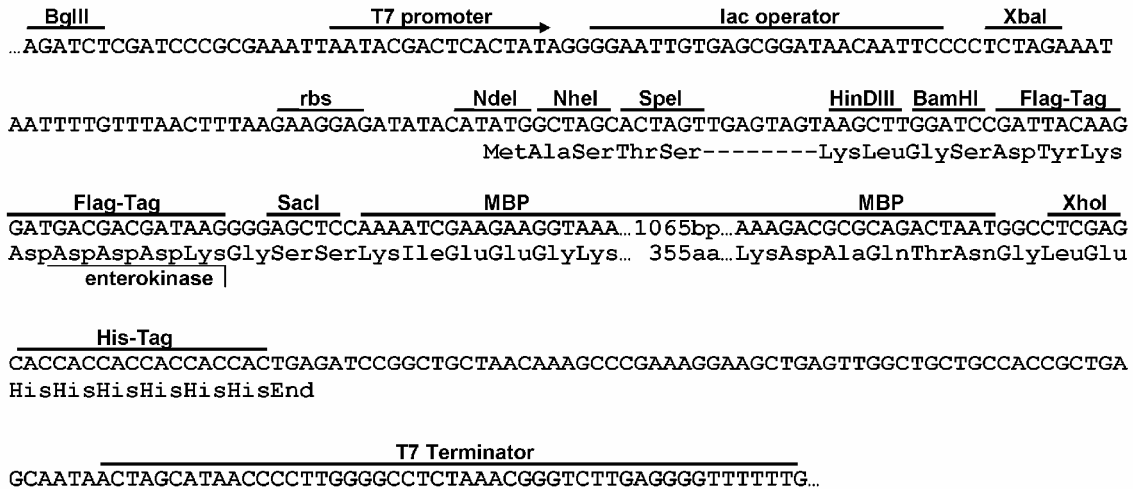 BglII T7 promoter lac operator XbaI
...AGATCTCGATCCCGCGAAATTAATACGACTCACTATAGGGGAATTGTGAGCGGATAACAATTCCCCTCTAGAAAT
rbs NdeI NheI SpeI HinDIII BamHI Flag-Tag
AATTTTGTTTAACTTTAAGAAGGAGATATACATATGGCTAGCACTAGTTGAGTAGTAAGCTTGGATCCGATTACAAG
MetAlaSerThrSer--------LysLeuGlySerAspTyrLys
Flag-Tag SacI MBP MBP XhoI
GATGACGACGATAAGGGGAGCTCCAAAATCGAAGAAGGTAAA...1065bp...AAAGACGCGCAGACTAATGGCCTCGAG
AspAspAspAspLysGlySerSerLysIleGluGluGlyLys... 355aa...LysAspAlaGlnThrAsnGlyLeuGlu
enterokinase
His-Tag
CACCACCACCACCACCACTGAGATCCGGCTGCTAACAAAGCCCGAAAGGAAGCTGAGTTGGCTGCTGCCACCGCTGA
HisHisHisHisHisHisEnd
T7 Terminator
GCAATAACTAGCATAACCCCTTGGGGCCTCTAAACGGGTCTTGAGGGGTTTTTTG...